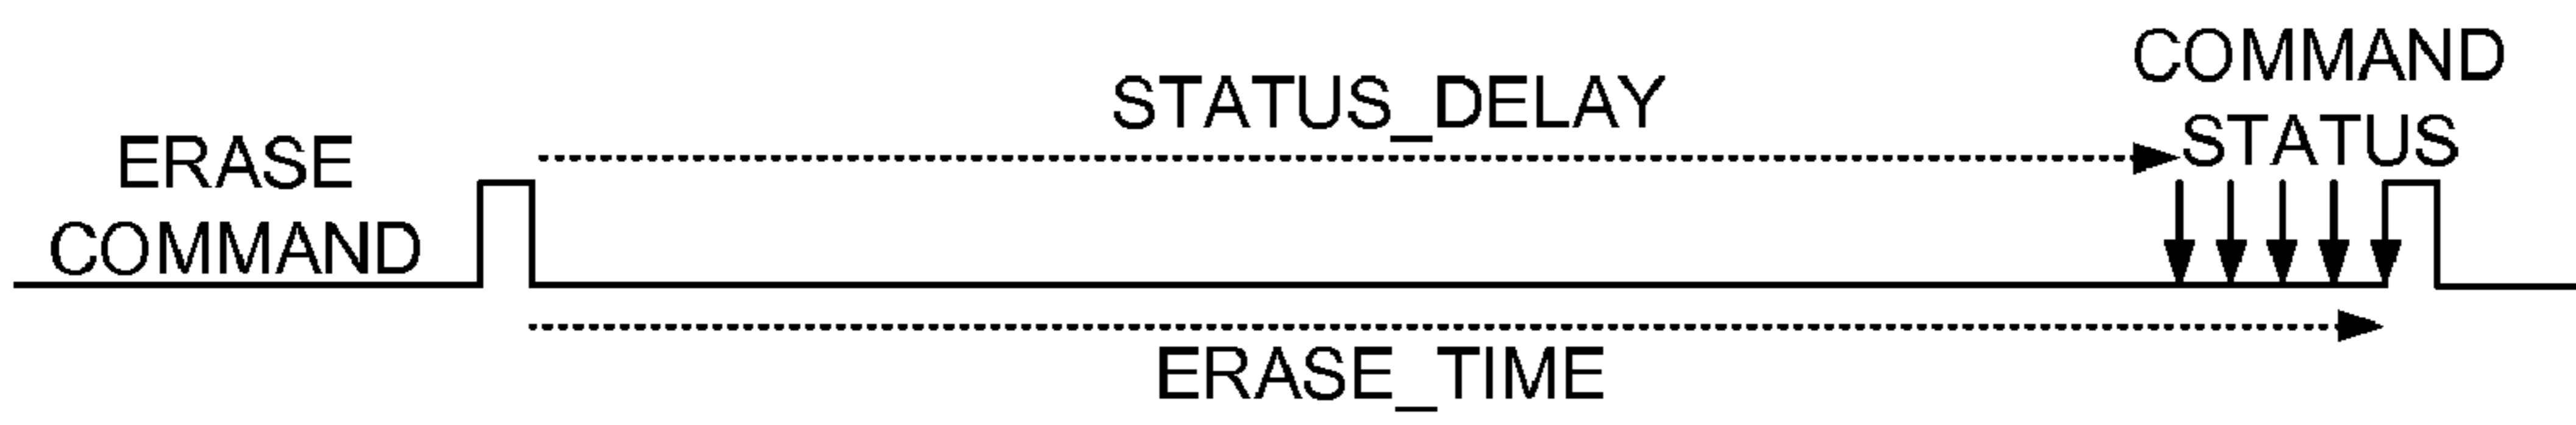 ERASE
COMMAND
STATUS_DELAY
COMMAND
STATUS
ERASE_TIME